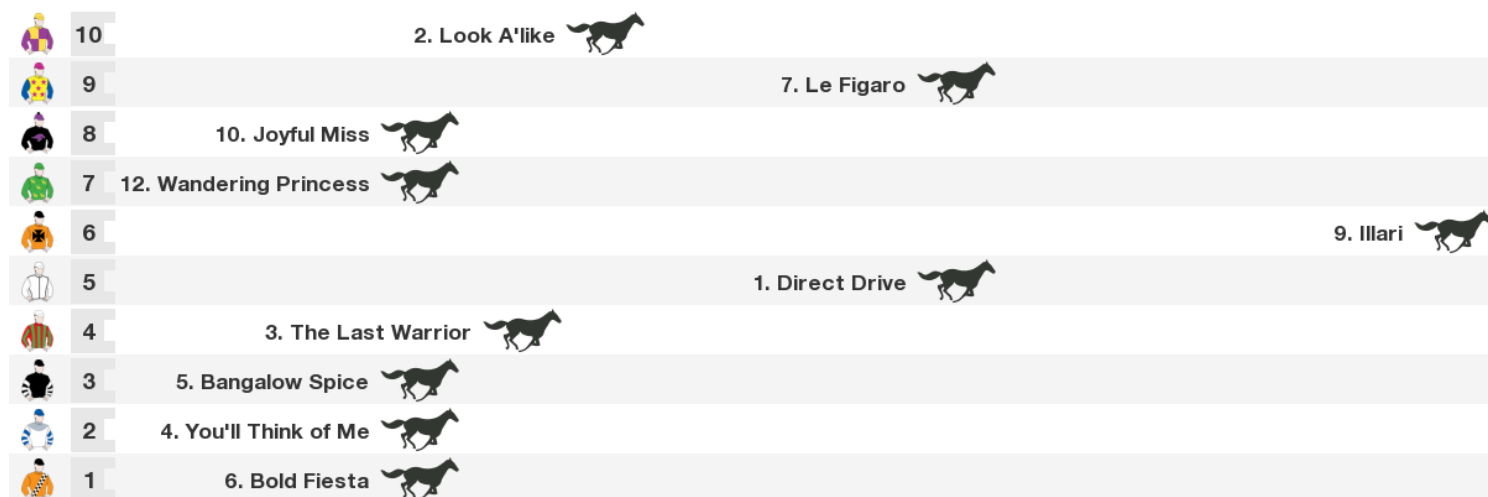 10 2. Look A'like
9 7. Le Figaro
8 10. Joyful Miss
7 12. Wandering Princess
6 9. Illari
5 1. Direct Drive
4 3. The Last Warrior
3 5. Bangalow Spice
2 4. You'll Think of Me
1 6. Bold Fiesta